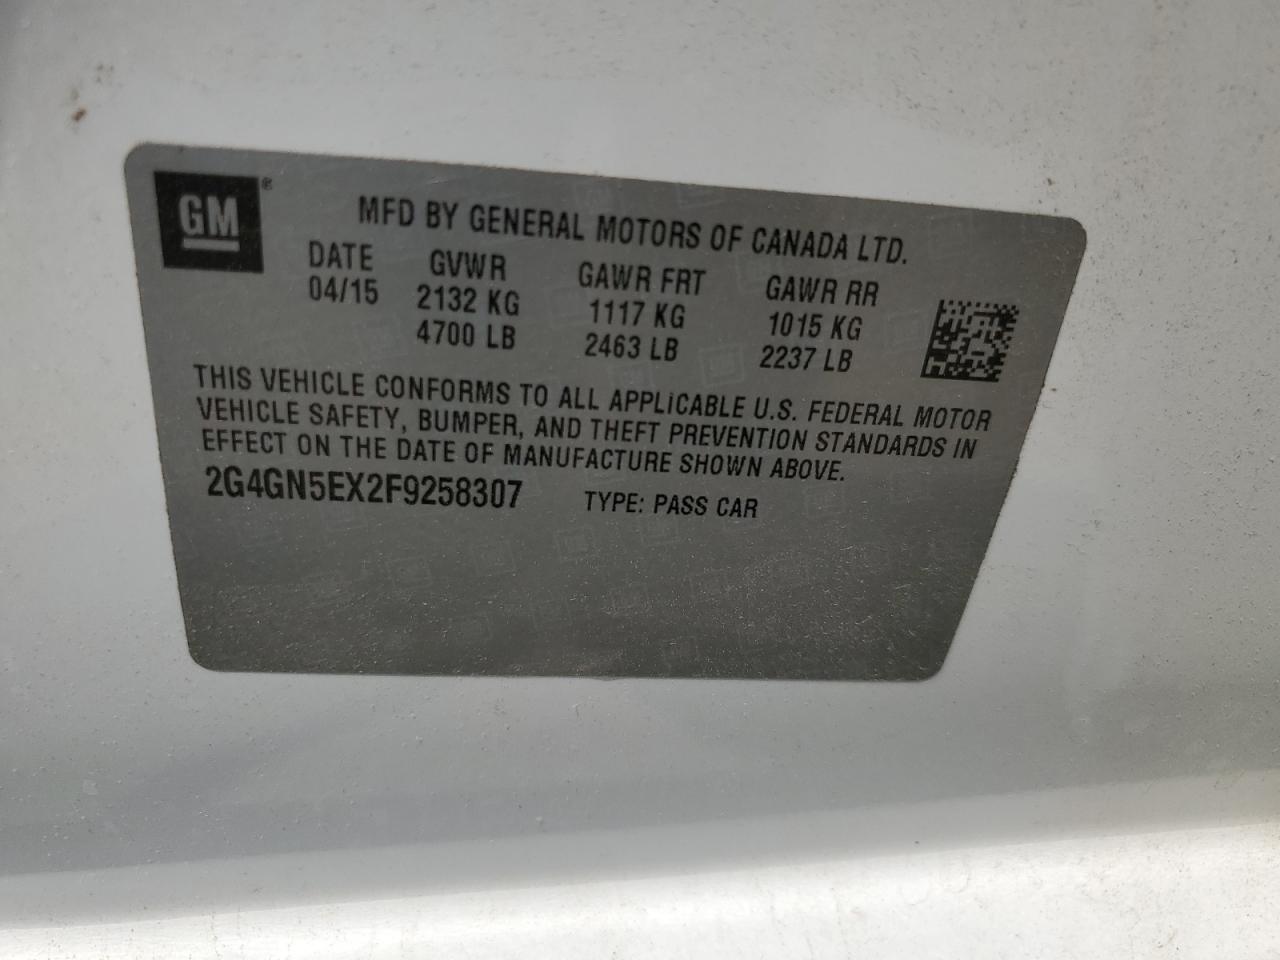 GM®
MFD BY GENERAL MOTORS OF CANADA LTD.
DATE GVWR GAWR FRT GAWR RR
04/15 2132 KG 1117 KG 1015 KG
4700 LB 2463 LB 2237 LB
THIS VEHICLE CONFORMS TO ALL APPLICABLE U.S. FEDERAL MOTOR
VEHICLE SAFETY, BUMPER, AND THEFT PREVENTION STANDARDS IN
EFFECT ON THE DATE OF MANUFACTURE SHOWN ABOVE.
2G4GN5EX2F9258307 TYPE: PASS CAR